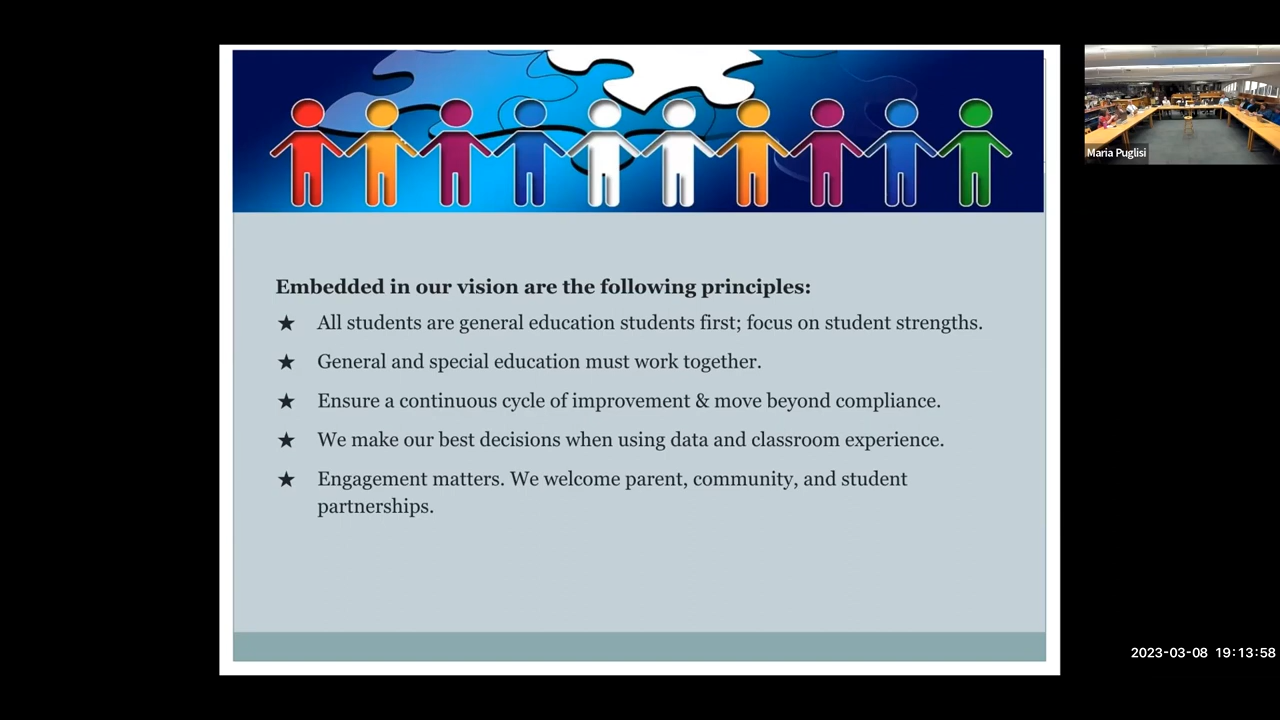 Embedded in our vision are the following principles:
★ All students are general education students first; focus on student strengths.
★ General and special education must work together.
★ Ensure a continuous cycle of improvement & move beyond compliance.
★ We make our best decisions when using data and classroom experience.
★ Engagement matters. We welcome parent, community, and student
partnerships.
Maria Puglisi
2023-03-08 19:13:58